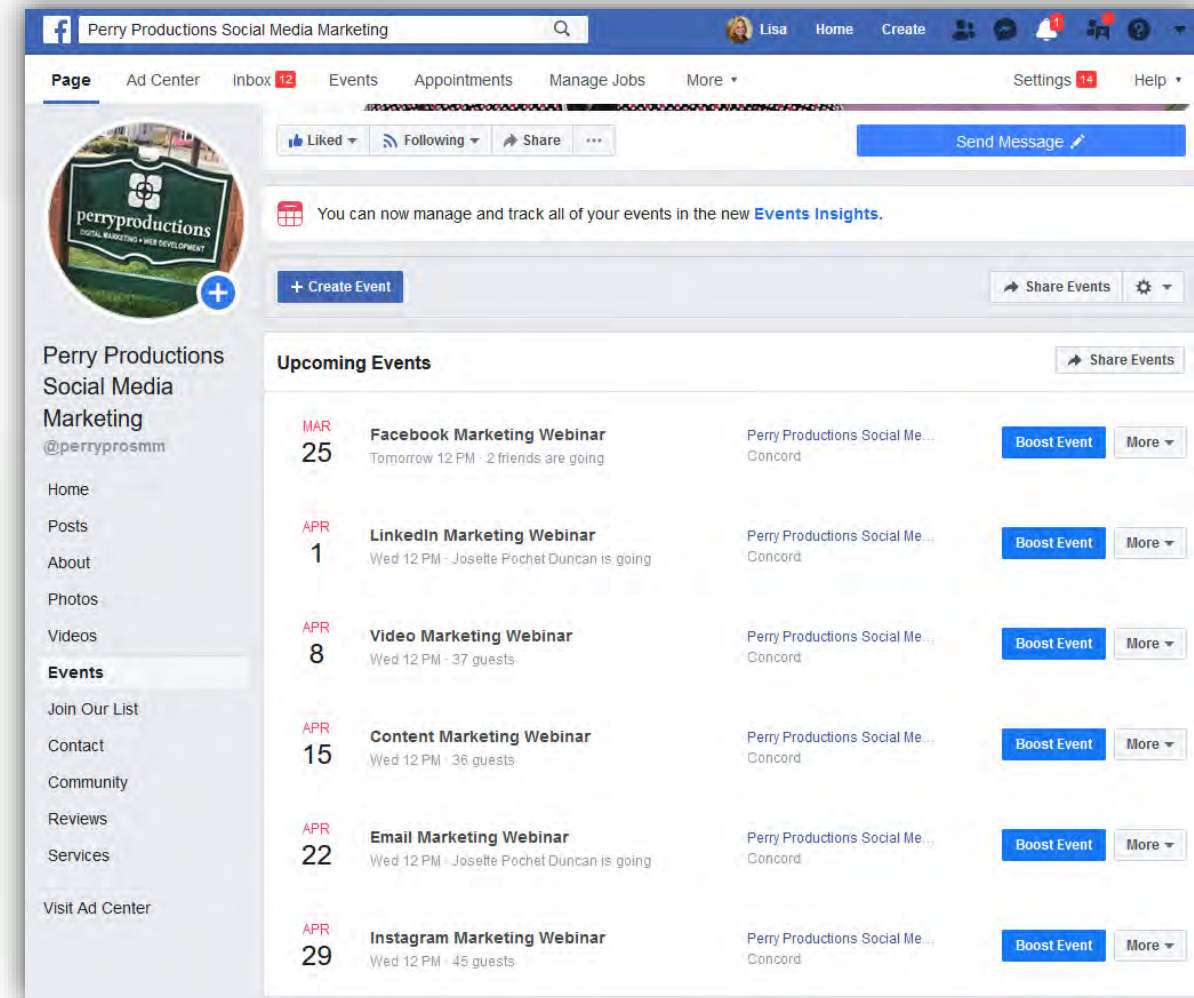 f Perry Productions Social Media Marketing Lisa Home Create 1
Page Ad Center Inbox 12 Events Appointments Manage Jobs More Settings 14 Help
Liked Following Share ... Send Message
perryproductions
DIGITAL MARKETING • WEB DEVELOPMENT
You can now manage and track all of your events in the new Events Insights.
+ Create Event Share Events
Perry Productions
Social Media
Marketing
@perryprosmm
Home
Posts
About
Photos
Videos
Events
Join Our List
Contact
Community
Reviews
Services
Visit Ad Center
Upcoming Events Share Events
MAR
25
Facebook Marketing Webinar
Tomorrow 12 PM · 2 friends are going
Perry Productions Social Me...
Concord
Boost Event More
APR
1
LinkedIn Marketing Webinar
Wed 12 PM · Josette Pochet Duncan is going
Perry Productions Social Me...
Concord
Boost Event More
APR
8
Video Marketing Webinar
Wed 12 PM · 37 guests
Perry Productions Social Me...
Concord
Boost Event More
APR
15
Content Marketing Webinar
Wed 12 PM · 36 guests
Perry Productions Social Me...
Concord
Boost Event More
APR
22
Email Marketing Webinar
Wed 12 PM · Josette Pochet Duncan is going
Perry Productions Social Me...
Concord
Boost Event More
APR
29
Instagram Marketing Webinar
Wed 12 PM · 45 guests
Perry Productions Social Me...
Concord
Boost Event More